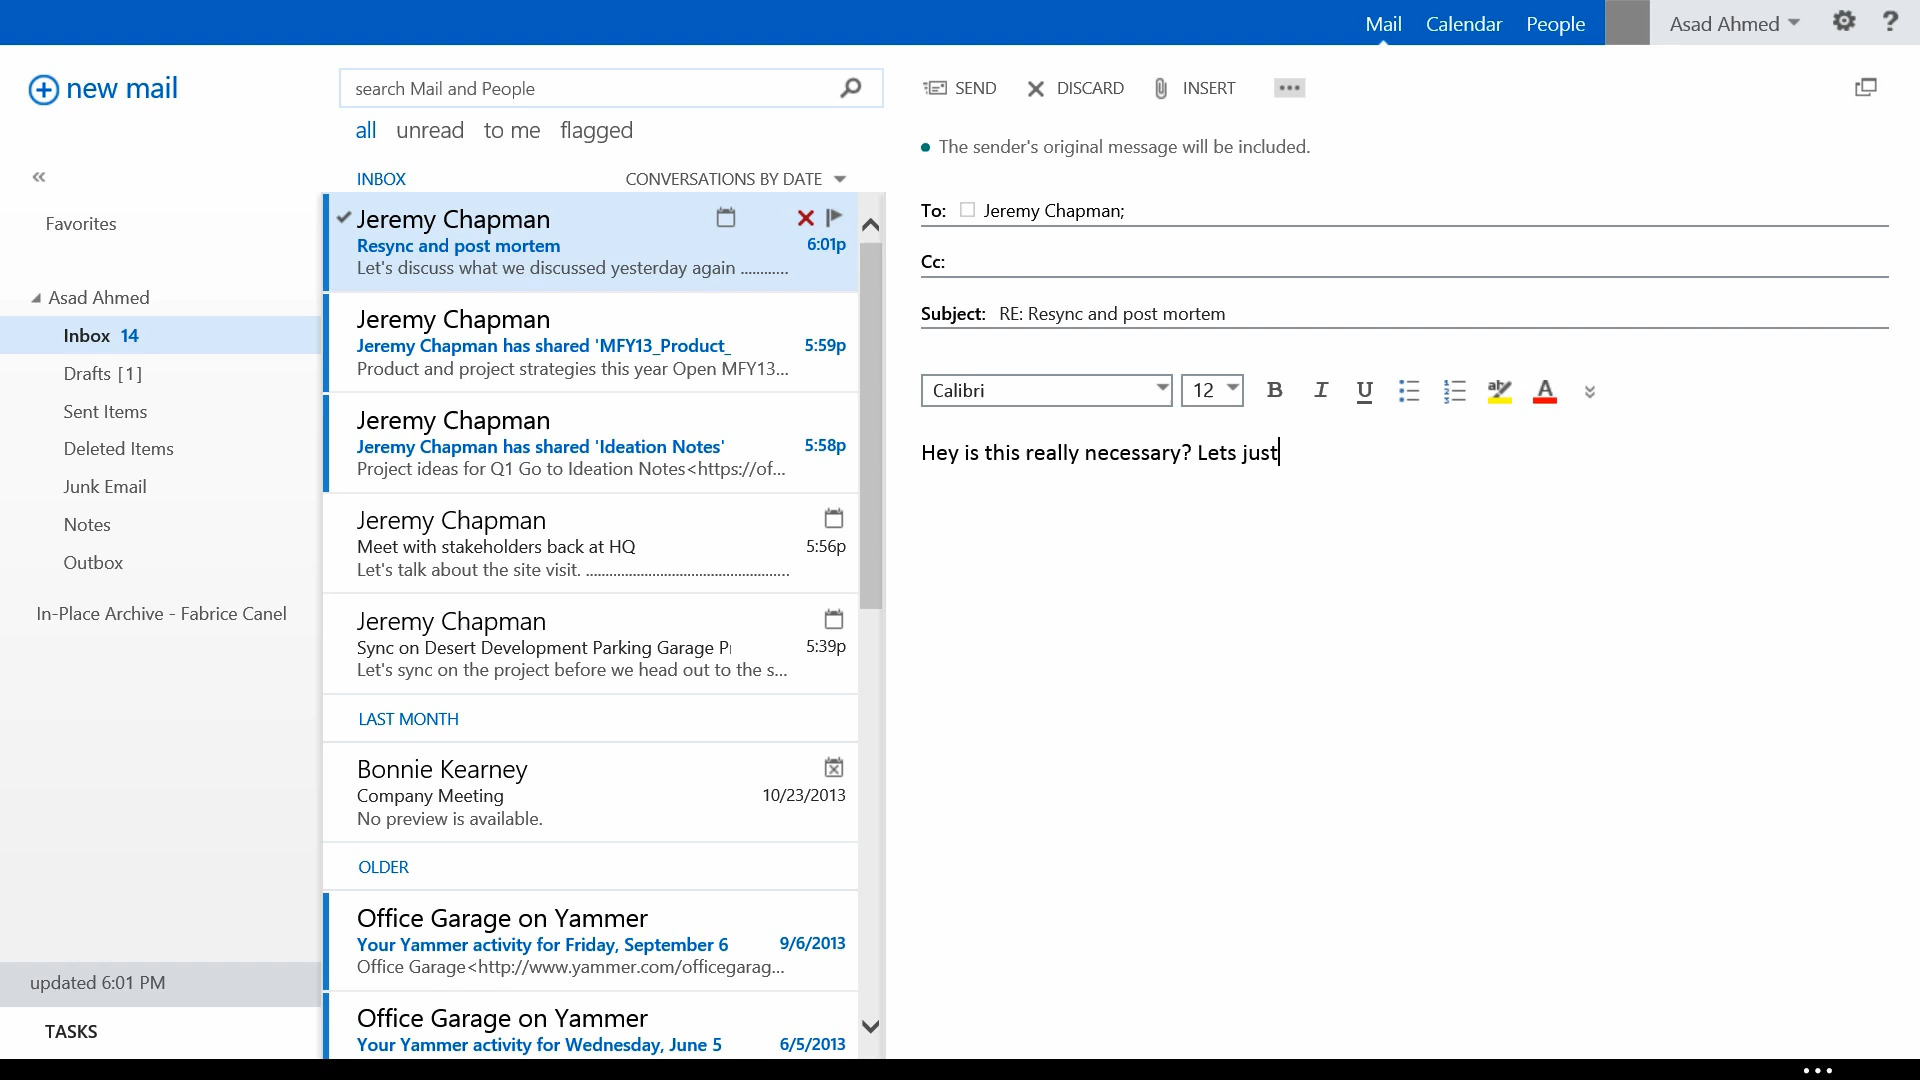 Mail Calendar People Asad Ahmed ?
new mail
search Mail and People
all unread to me flagged
INBOX CONVERSATIONS BY DATE
«
Favorites
Asad Ahmed
Inbox 14
Drafts [1]
Sent Items
Deleted Items
Junk Email
Notes
Outbox
In-Place Archive - Fabrice Canel
updated 6:01 PM
TASKS
Jeremy Chapman
Resync and post mortem 6:01p
Let's discuss what we discussed yesterday again ............
Jeremy Chapman
Jeremy Chapman has shared 'MFY13_Product_ 5:59p
Product and project strategies this year Open MFY13...
Jeremy Chapman
Jeremy Chapman has shared 'Ideation Notes' 5:58p
Project ideas for Q1 Go to Ideation Notes<https://of...
Jeremy Chapman
Meet with stakeholders back at HQ 5:56p
Let's talk about the site visit. ...................................................
Jeremy Chapman
Sync on Desert Development Parking Garage 5:39p
Let's sync on the project before we head out to the s...
LAST MONTH
Bonnie Kearney
Company Meeting 10/23/2013
No preview is available.
OLDER
Office Garage on Yammer
Your Yammer activity for Friday, September 6 9/6/2013
Office Garage<http://www.yammer.com/officegarag...
Office Garage on Yammer
Your Yammer activity for Wednesday, June 5 6/5/2013
SEND DISCARD INSERT •••
• The sender's original message will be included.
To: Jeremy Chapman;
Cc:
Subject: RE: Resync and post mortem
Calibri 12 B I U A
Hey is this really necessary? Lets just